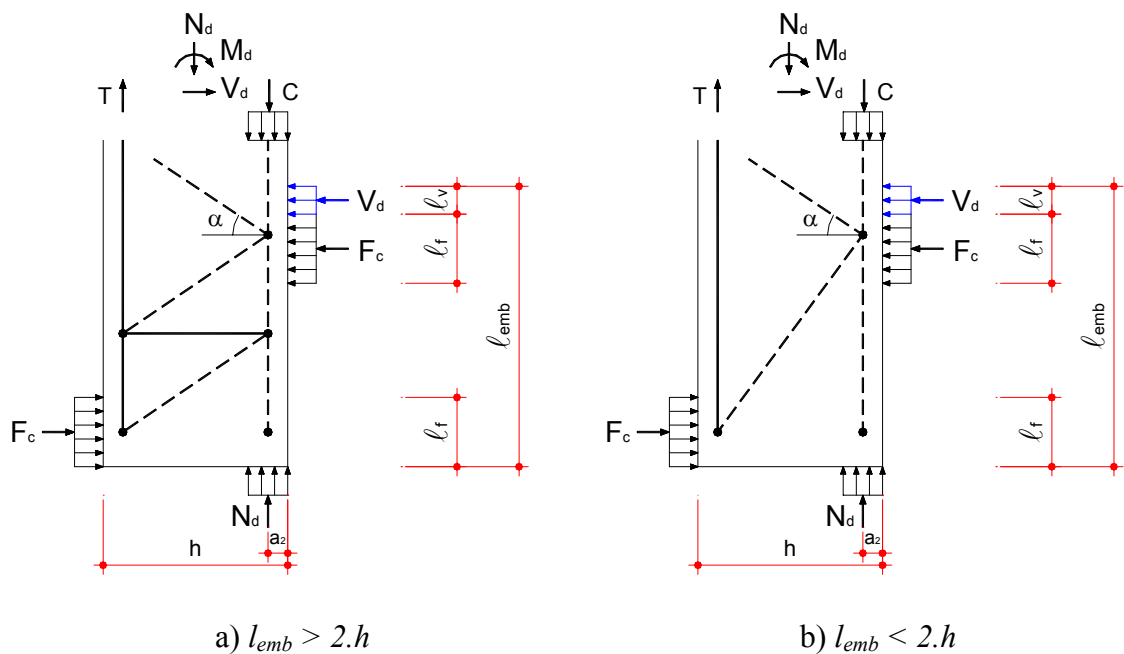 Nd
Md
T
Vd
C
α
Vd
Fc
ℓv
ℓf
ℓemb
Fc
ℓf
Nd
a2
h
a) lemb > 2.h
Nd
Md
T
Vd
C
α
Vd
Fc
ℓv
ℓf
ℓemb
Fc
ℓf
Nd
a2
h
b) lemb < 2.h